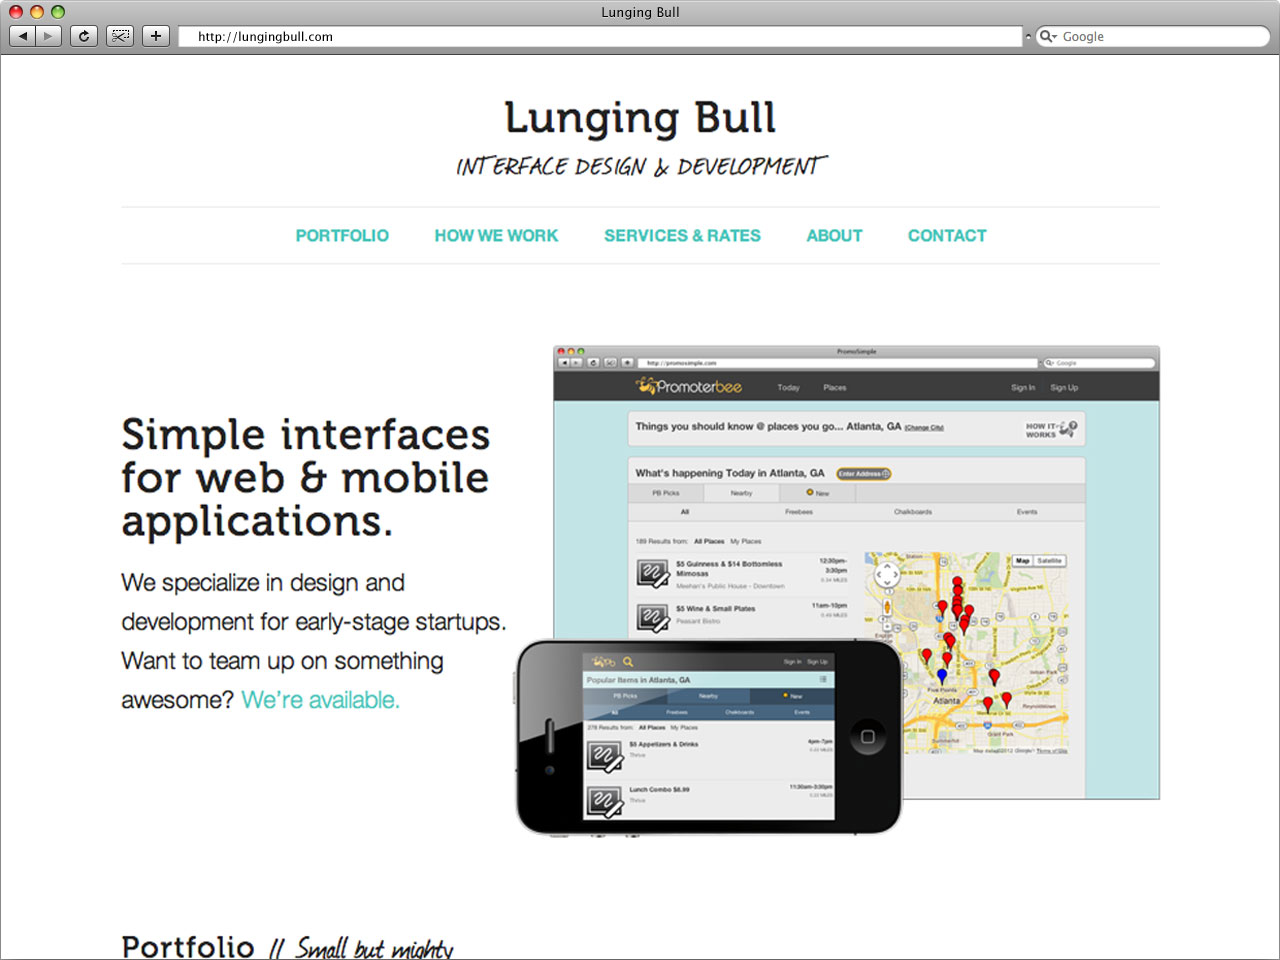 Lunging Bull
http://lungingbull.com
Google
Lunging Bull
INTERFACE DESIGN & DEVELOPMENT
PORTFOLIO HOW WE WORK SERVICES & RATES ABOUT CONTACT
Simple interfaces
for web & mobile
applications.
We specialize in design and
development for early-stage startups.
Want to team up on something
awesome? We're available.
PromoSimple
http://promosimple.com
Google
Promoterbee Today Places Sign In Sign Up
Things you should know @ places you go... Atlanta, GA (Change City)
HOW IT
WORKS
What's happening Today in Atlanta, GA Enter Address
PB Picks Nearby New
All Freebees Chalkboards Events
189 Results from: All Places My Places
$5 Guinness & $14 Bottomless
Mimosas
12:30pm-
3:30pm
0.34 MILES
Meehan's Public House - Downtown
$5 Wine & Small Plates
11am-10pm
Peasant Bistro
Map Satellite
Five Points
Atlanta
Grant Park
Sign In Sign Up
Popular Items in Atlanta, GA
PB Picks Nearby New
All Freebees Chalkboards Events
278 Results from: All Places My Places
$5 Appetizers & Drinks
4pm-7pm
Thrive
Lunch Combo $8.99
11:30am-3:30pm
Thrive
Portfolio // Small but mighty